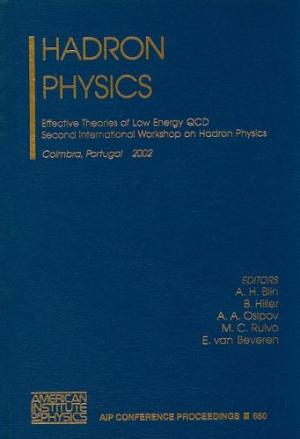 HADRON
PHYSICS
Effective Theories of Low Energy QCD
Second International Workshop on Hadron Physics
Coimbra, Portugal 2002
EDITORS
A. H. Blin
B. Hiller
A. A. Osipov
M. C. Ruivo
E. van Beveren
AMERICAN
INSTITUTE
OF PHYSICS
AIP CONFERENCE PROCEEDINGS 660